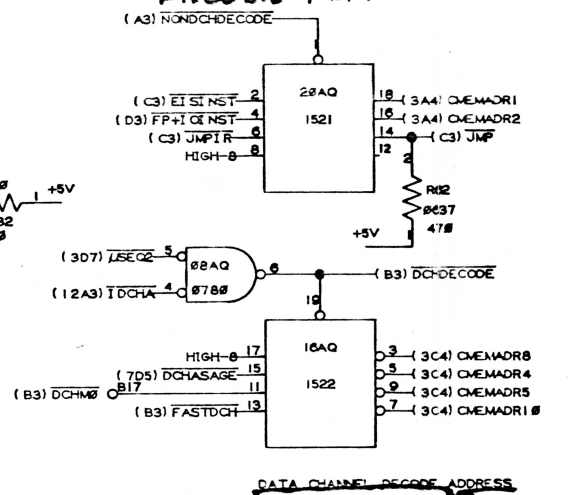 ( A3) NONDCHDECODE
1
20AQ
1521
( C3) EISINST 2
( D3) FP+IOINST 4
( C3) JMPIR 6
HIGH-8 8
18 ( 3A4) CMEMADR1
16 ( 3A4) CMEMADR2
14 ( C3) JMP
12
2
R02
470
+5V
1 +5V
( 3D7) USEQ2 5
( 12A3) IDCHA 4
08AQ
0780
6 ( B3) DCHDECODE
19
16AQ
1522
HIGH-8 17
( 7D5) DCHASAGE 15
( B3) DCHM0 B17 11
( B3) FASTDCH 13
3 ( 3C4) CMEMADR8
5 ( 3C4) CMEMADR4
9 ( 3C4) CMEMADR5
7 ( 3C4) CMEMADR10
DATA CHANNEL DECODE ADDRESS